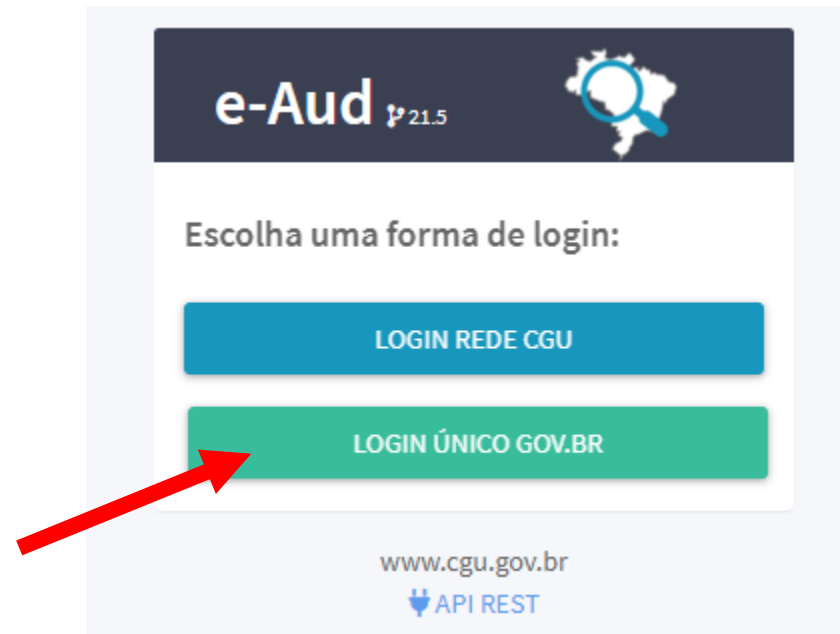 e-Aud 21.5
Escolha uma forma de login:
LOGIN REDE CGU
LOGIN ÚNICO GOV.BR
www.cgu.gov.br
API REST